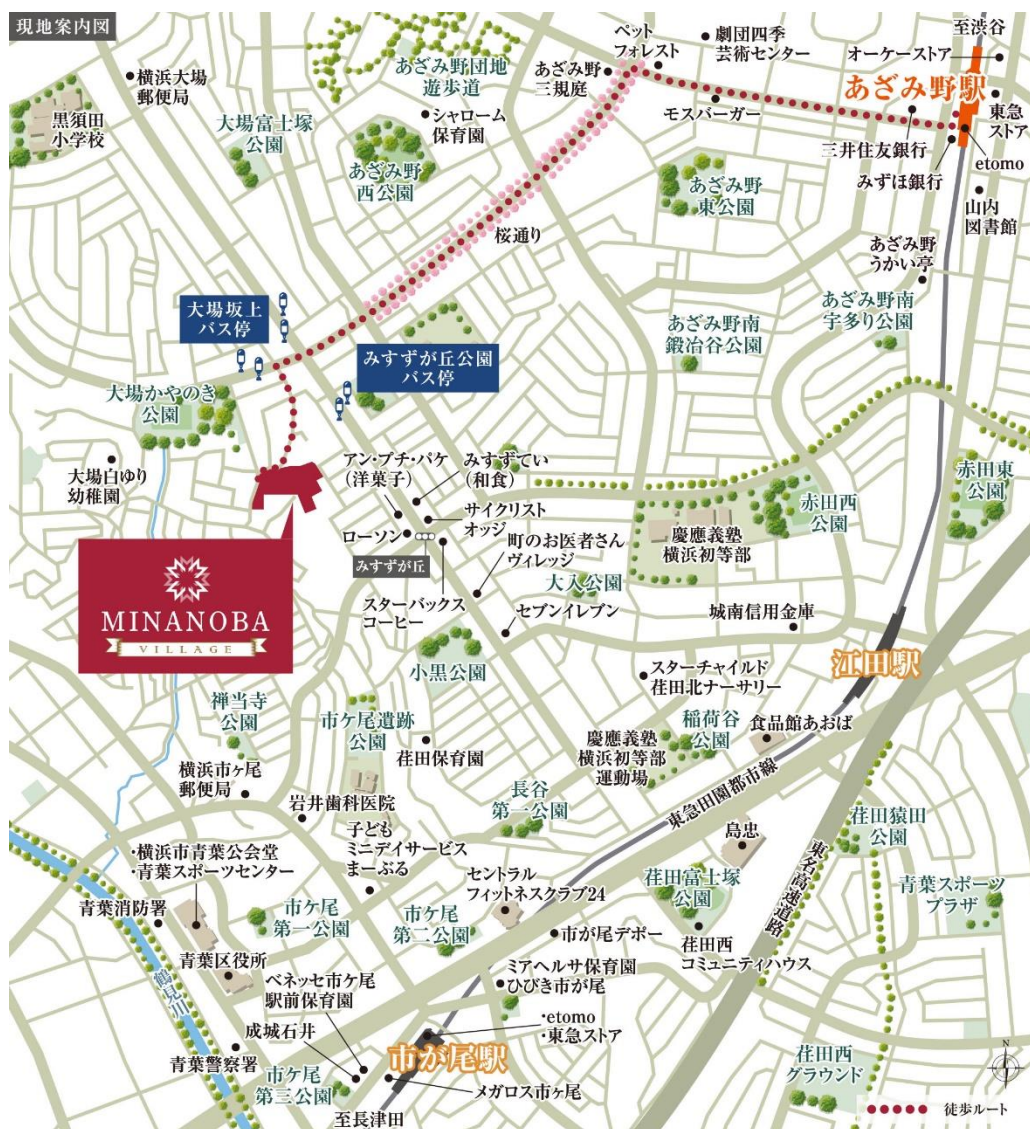 現地案内図
至渋谷
オーケーストア
あざみ野駅
東急
ストア
etomo
三井住友銀行
みずほ銀行
山内
図書館
ペット
フォレスト
劇団四季
芸術センター
モスバーガー
あざみ野
三規庭
あざみ野団地
遊歩道
シャローム
保育園
横浜大場
郵便局
黒須田
小学校
大場富士塚
公園
あざみ野
西公園
あざみ野
東公園
桜通り
あざみ野
うかい亭
あざみ野南
宇多り公園
あざみ野南
鍛冶谷公園
大場坂上
バス停
みすずが丘公園
バス停
大場かやのき
公園
大場白ゆり
幼稚園
アン・プチ・パケ
(洋菓子)
みすずてい
(和食)
サイクリスト
オッジ
ローソン
みすずが丘
スターバックス
コーヒー
町のお医者さん
ヴィレッジ
セブンイレブン
大入公園
慶應義塾
横浜初等部
赤田西
公園
赤田東
公園
MINANOBA
VILLAGE
城南信用金庫
江田駅
小黒公園
スターチャイルド
荏田北ナーサリー
稲荷谷
公園
食品館あおば
慶應義塾
横浜初等部
運動場
東急田園都市線
禅当寺
公園
市ケ尾遺跡
公園
荏田保育園
横浜市ヶ尾
郵便局
岩井歯科医院
長谷
第一公園
子ども
ミニデイサービス
まーぶる
島忠
荏田猿田
公園
東名高速道路
青葉スポーツ
プラザ
・横浜市青葉公会堂
・青葉スポーツセンター
青葉消防署
青葉区役所
鶴見川
市ケ尾
第一公園
市ケ尾
第二公園
セントラル
フィットネスクラブ24
荏田富士塚
公園
市が尾デポー
荏田西
コミュニティハウス
ミアヘルサ保育園
ひびき市が尾
ベネッセ市ケ尾
駅前保育園
成城石井
・etomo
・東急ストア
市が尾駅
メガロス市ヶ尾
青葉警察署
市ケ尾
第三公園
至長津田
荏田西
グラウンド
N
徒歩ルート